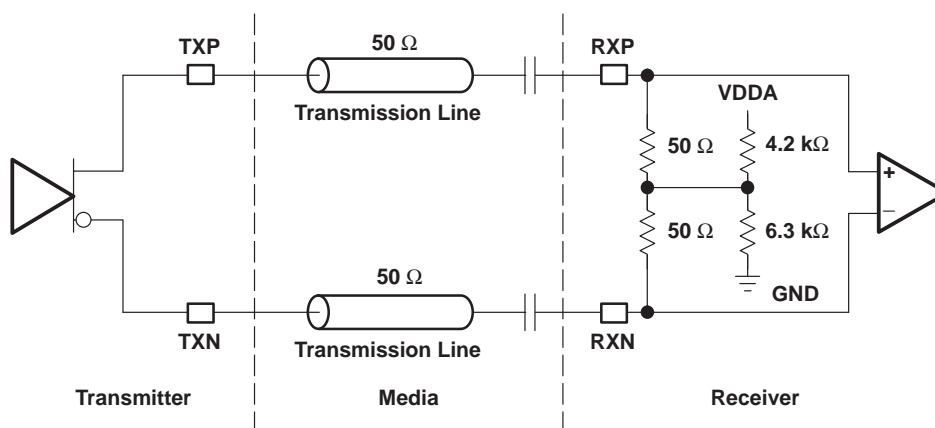 50 Ω
TXP
RXP
Transmission Line
VDDA
50 Ω
4.2 kΩ
+
–
50 Ω
6.3 kΩ
50 Ω
GND
TXN
RXN
Transmission Line
Transmitter
Media
Receiver